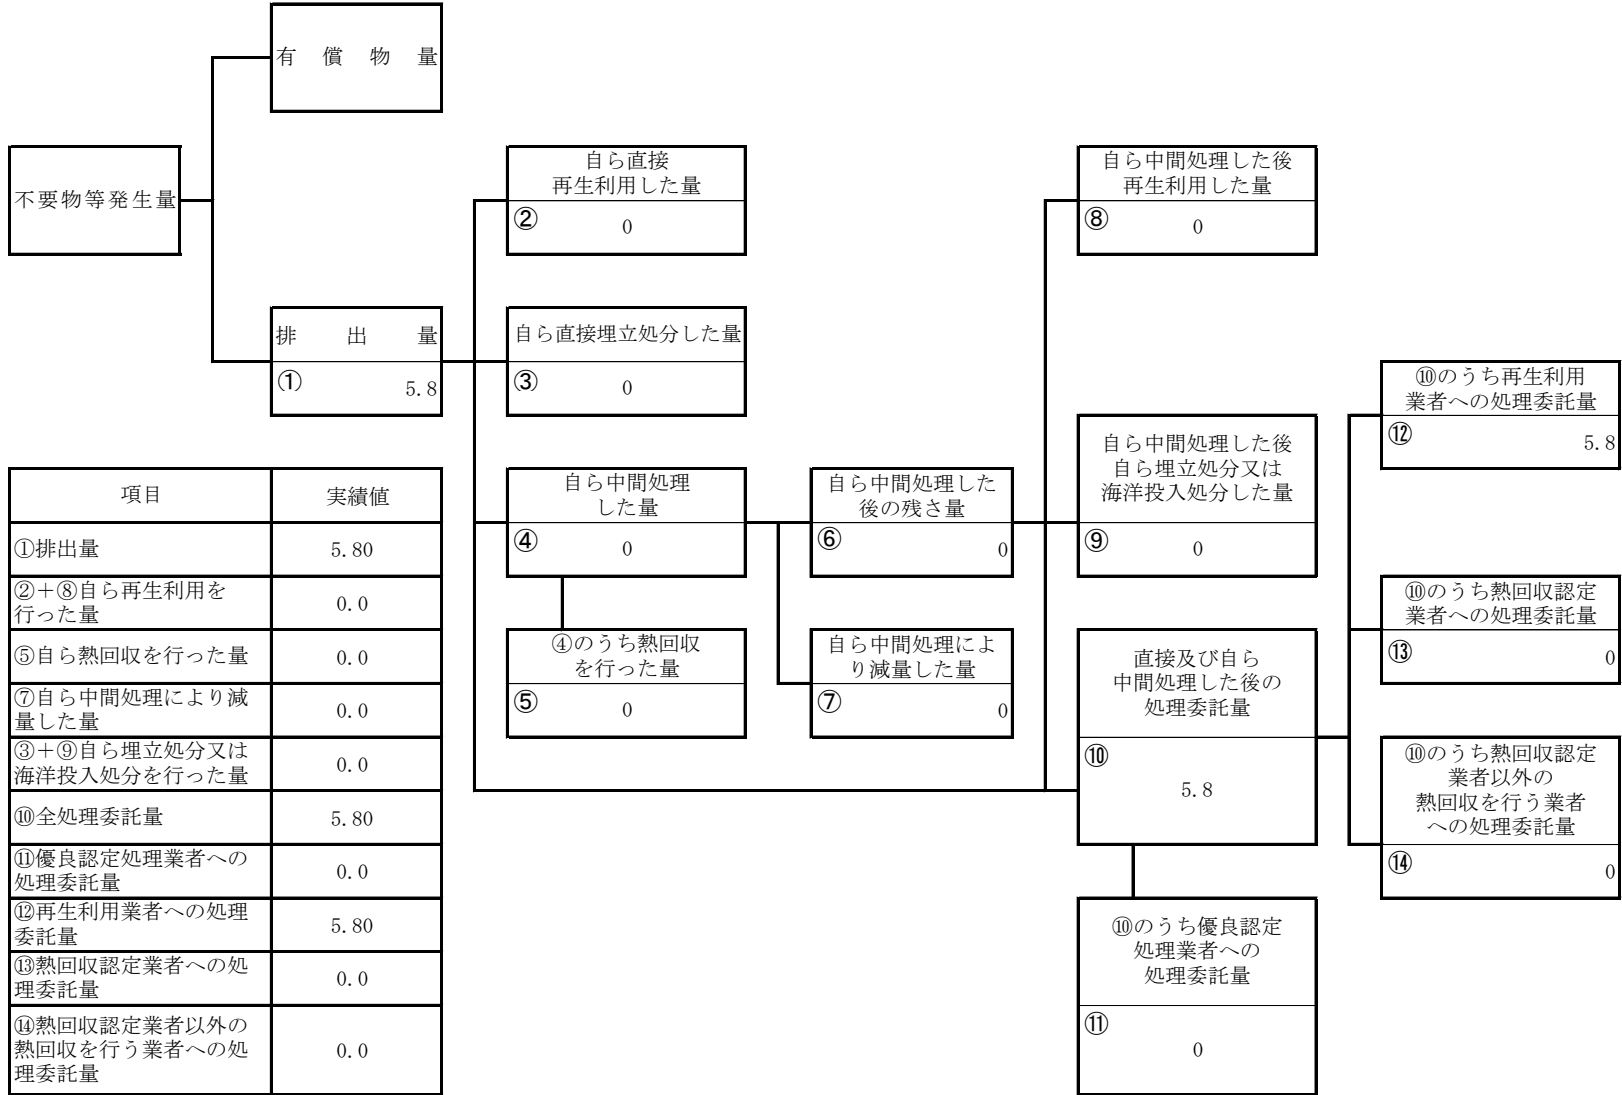 有償物量
不要物等発生量
排出量
① 5.8
自ら直接
再生利用した量
② 0
自ら直接埋立処分した量
③ 0
自ら中間処理
した量
④ 0
④のうち熱回収
を行った量
⑤ 0
自ら中間処理した
後の残さ量
⑥ 0
自ら中間処理によ
り減量した量
⑦ 0
自ら中間処理した後
再生利用した量
⑧ 0
自ら中間処理した後
自ら埋立処分又は
海洋投入処分した量
⑨ 0
直接及び自ら
中間処理した後の
処理委託量
⑩
5.8
⑩のうち優良認定
処理業者への
処理委託量
⑪
0
⑩のうち再生利用
業者への処理委託量
⑫ 5.8
⑩のうち熱回収認定
業者への処理委託量
⑬ 0
⑩のうち熱回収認定
業者以外の
熱回収を行う業者
への処理委託量
⑭ 0
項目 実績値
①排出量 5.80
②＋⑧自ら再生利用を
行った量 0.0
⑤自ら熱回収を行った量 0.0
⑦自ら中間処理により減
量した量 0.0
③＋⑨自ら埋立処分又は
海洋投入処分を行った量 0.0
⑩全処理委託量 5.80
⑪優良認定処理業者への
処理委託量 0.0
⑫再生利用業者への処理
委託量 5.80
⑬熱回収認定業者への処
理委託量 0.0
⑭熱回収認定業者以外の
熱回収を行う業者への処
理委託量 0.0